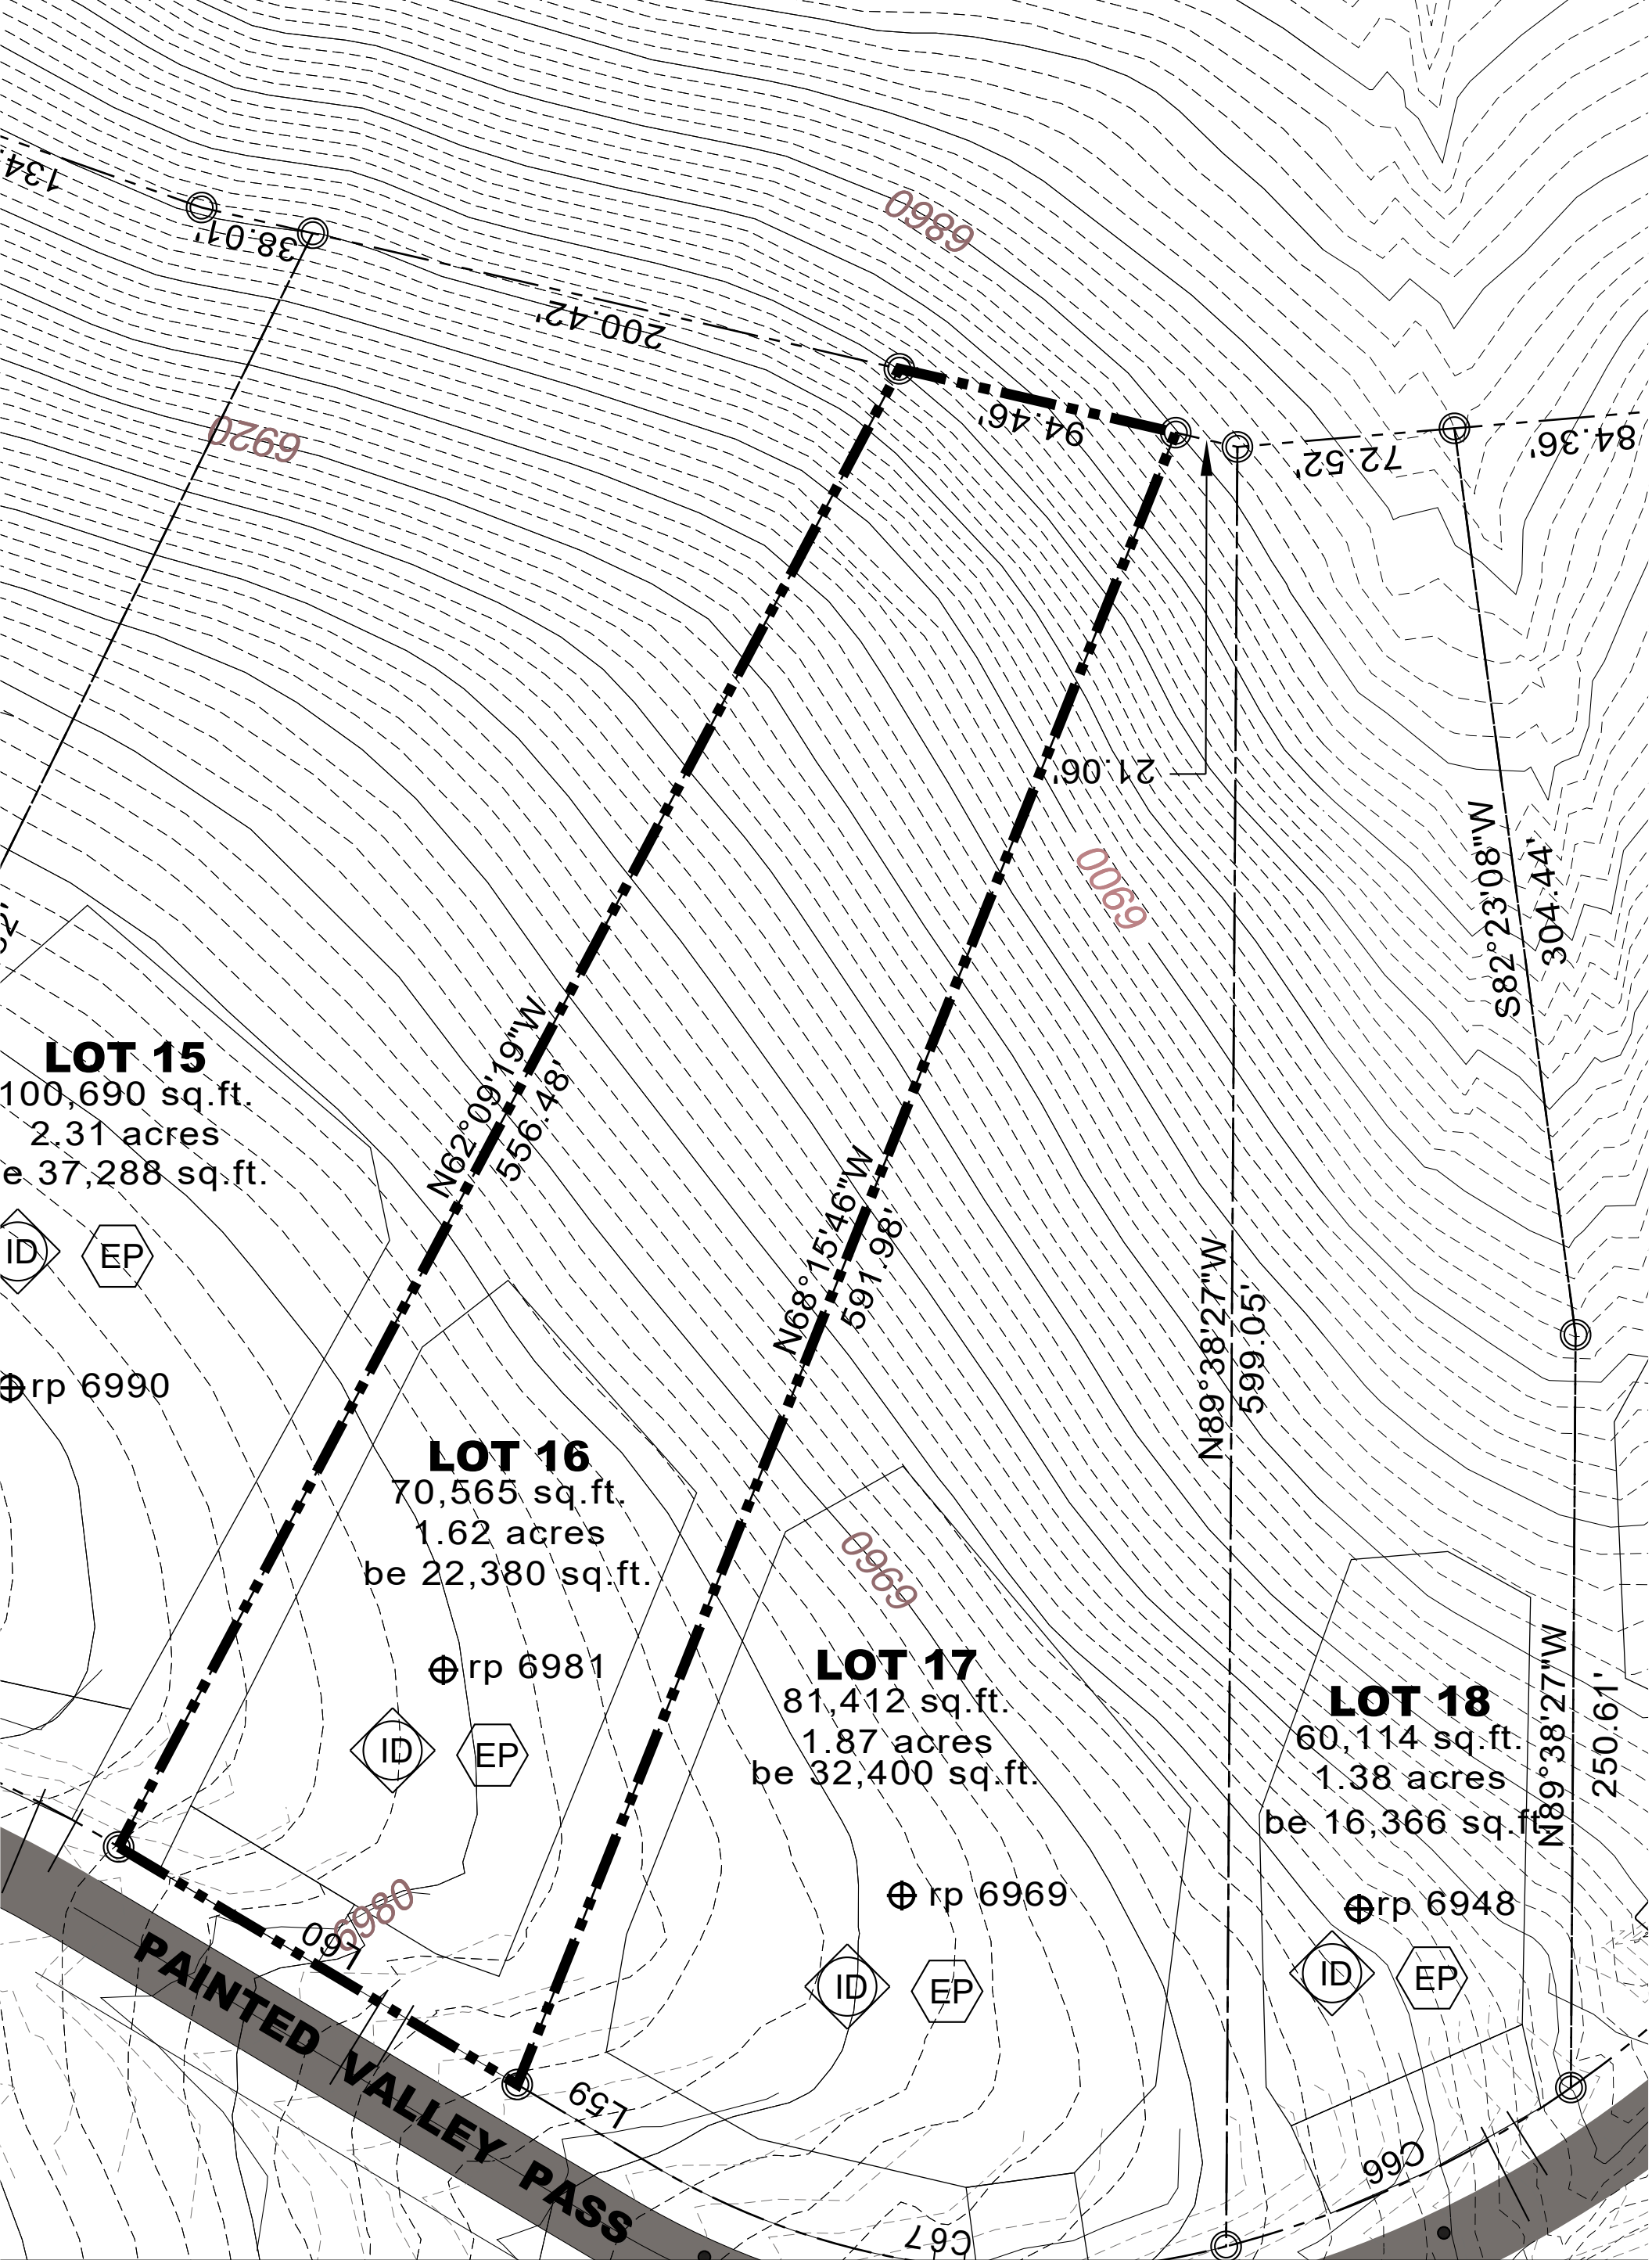 134.
38.01'
6860
200.42'
94.46'
72.52'
84.36'
6920
21.06'
6900
S82°23'08"W
304.44'
N62°09'19"W
556.48'
LOT 15
100,690 sq.ft.
2.31 acres
e 37,288 sq.ft.
ID
EP
rp 6990
N68°15'46"W
591.98'
N89°38'27"W
599.05'
LOT 16
70,565 sq.ft.
1.62 acres
be 22,380 sq.ft.
rp 6981
ID
EP
6960
LOT 17
81,412 sq.ft.
1.87 acres
be 32,400 sq.ft.
rp 6969
ID
EP
LOT 18
60,114 sq.ft.
1.38 acres
be 16,366 sq.ft.
rp 6948
ID
EP
N89°38'27"W
250.61'
6980
L60
L59
C66
C67
PAINTED VALLEY PASS